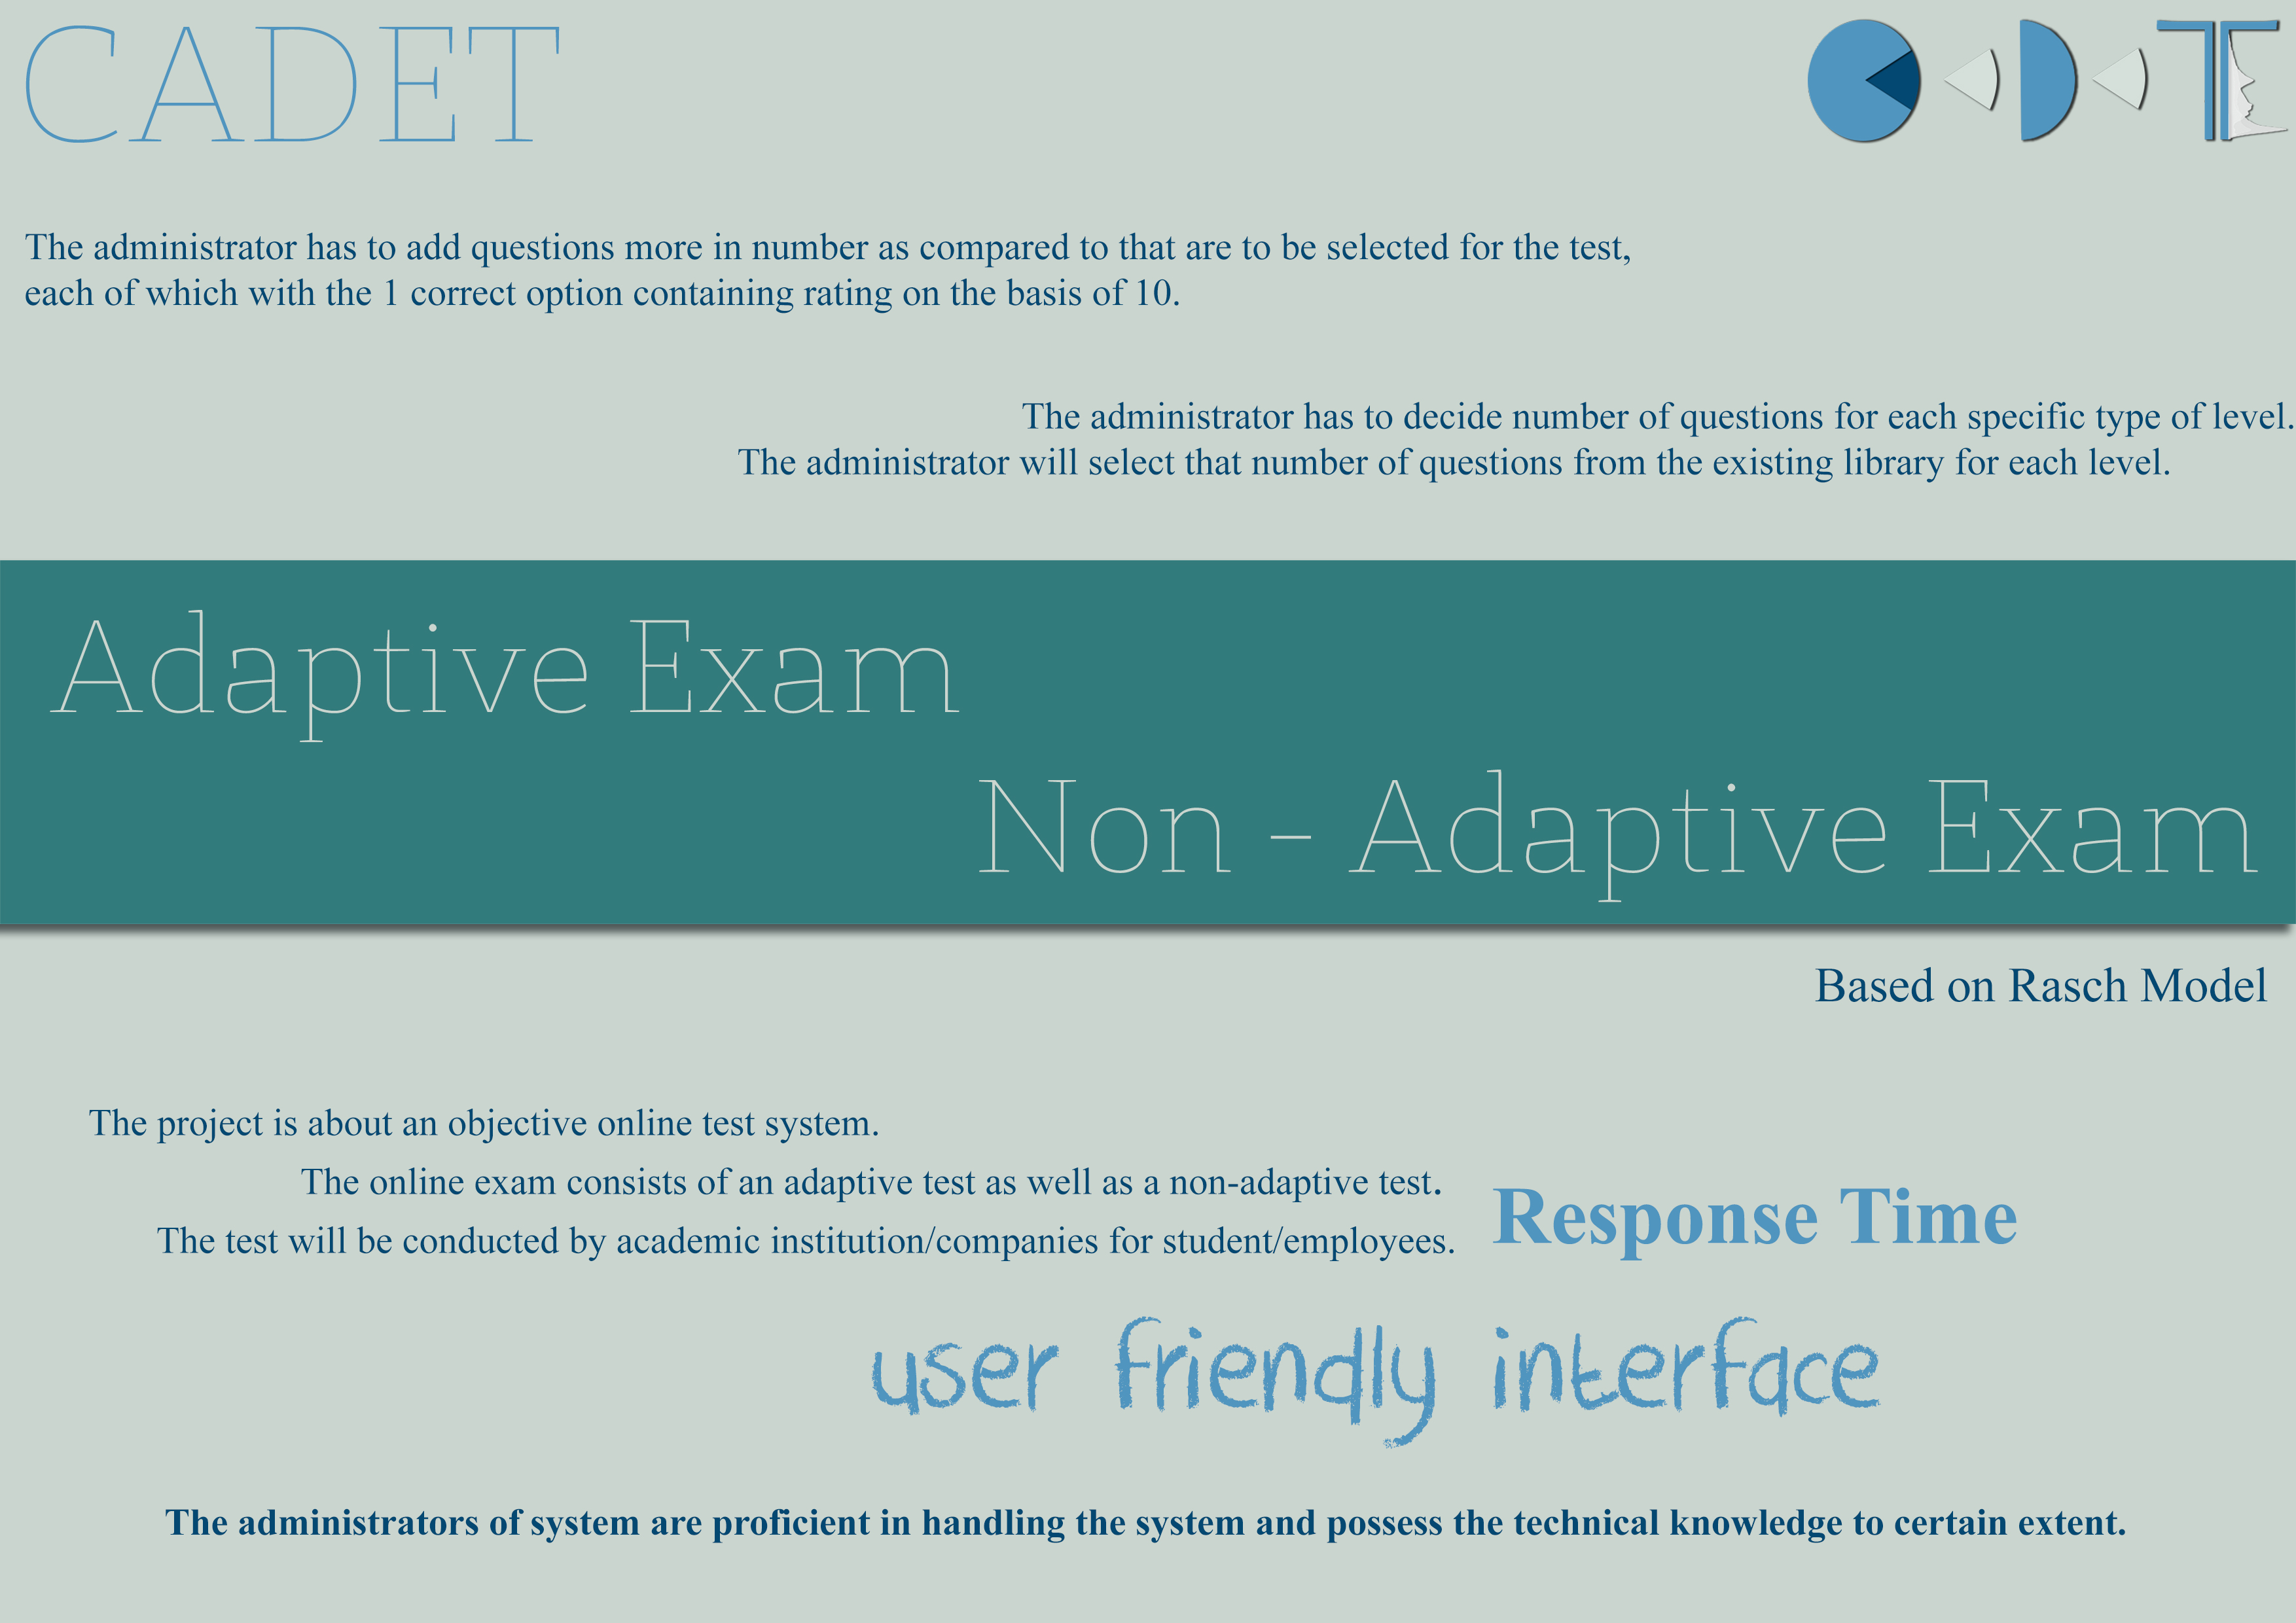 CADET
The administrator has to add questions more in number as compared to that are to be selected for the test,
each of which with the 1 correct option containing rating on the basis of 10.
The administrator has to decide number of questions for each specific type of level.
The administrator will select that number of questions from the existing library for each level.
Adaptive Exam
Non - Adaptive Exam
Based on Rasch Model
The project is about an objective online test system.
The online exam consists of an adaptive test as well as a non-adaptive test.
The test will be conducted by academic institution/companies for student/employees.
Response Time
user friendly interface
The administrators of system are proficient in handling the system and possess the technical knowledge to certain extent.